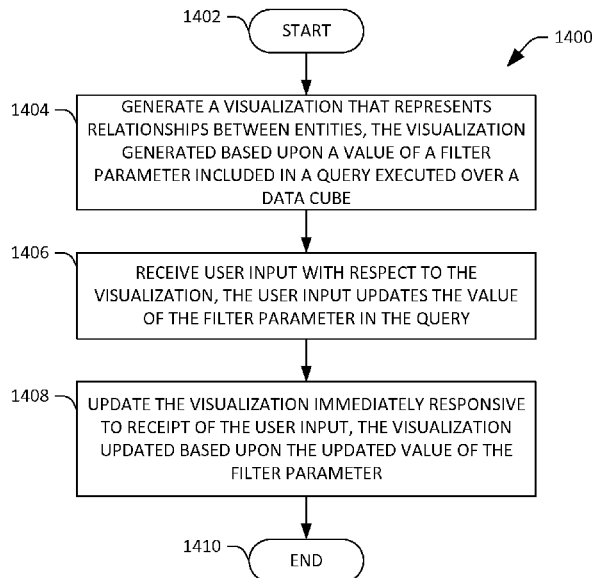 1402
START
1400
1404
GENERATE A VISUALIZATION THAT REPRESENTS
RELATIONSHIPS BETWEEN ENTITIES, THE VISUALIZATION
GENERATED BASED UPON A VALUE OF A FILTER
PARAMETER INCLUDED IN A QUERY EXECUTED OVER A
DATA CUBE
1406
RECEIVE USER INPUT WITH RESPECT TO THE
VISUALIZATION, THE USER INPUT UPDATES THE VALUE
OF THE FILTER PARAMETER IN THE QUERY
1408
UPDATE THE VISUALIZATION IMMEDIATELY RESPONSIVE
TO RECEIPT OF THE USER INPUT, THE VISUALIZATION
UPDATED BASED UPON THE UPDATED VALUE OF THE
FILTER PARAMETER
1410
END